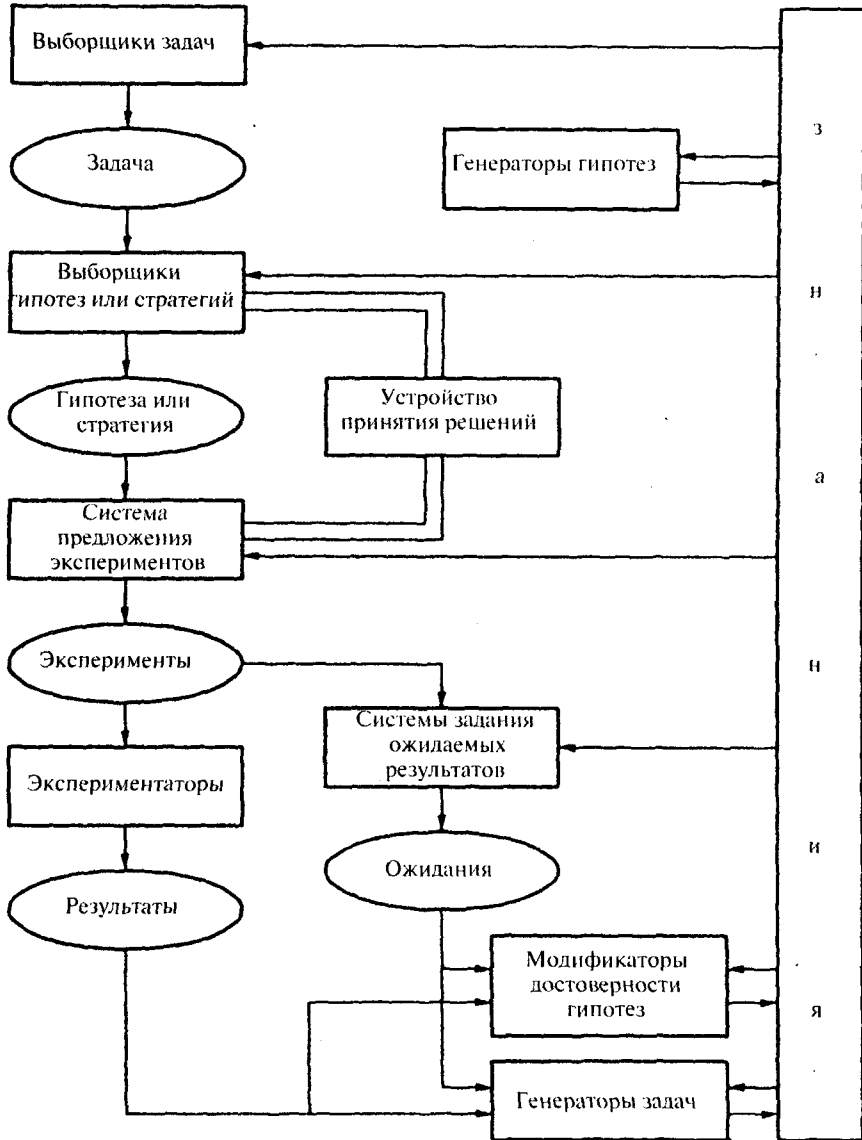 Выборщики задач
Задача
Генераторы гипотез
Выборщики
гипотез или стратегий
Гипотеза или
стратегия
Устройство
принятия решений
Система
предложения
экспериментов
Эксперименты
Системы задания
ожидаемых
результатов
Экспериментаторы
Ожидания
Результаты
Модификаторы
достоверности
гипотез
Генераторы задач
з
н
а
н
и
я